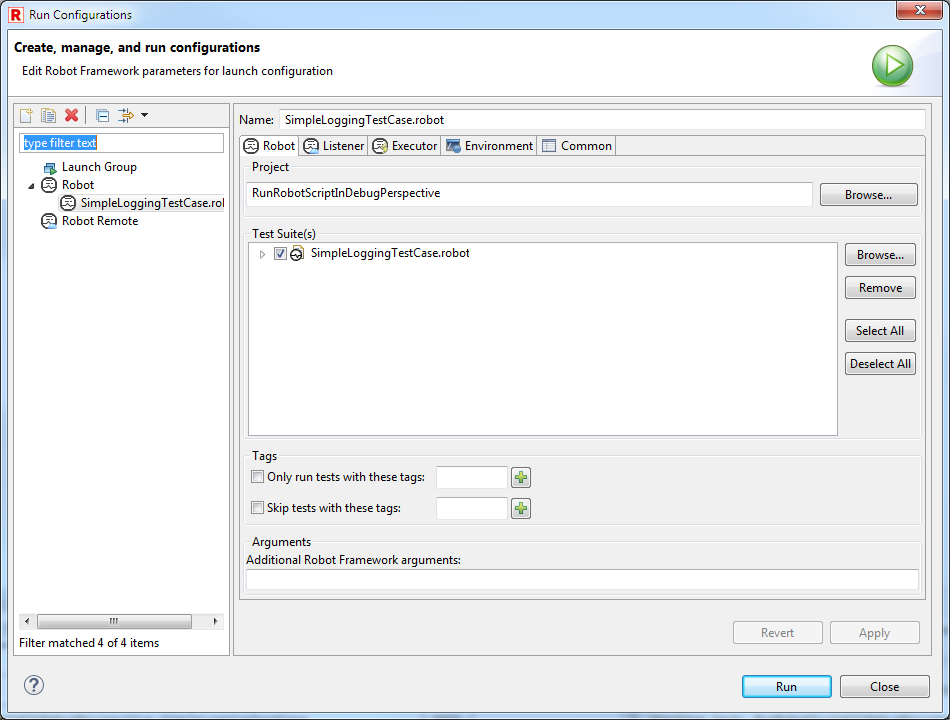 R Run Configurations
Create, manage, and run configurations
Edit Robot Framework parameters for launch configuration
type filter text
Launch Group
Robot
SimpleLoggingTestCase.rol
Robot Remote
Filter matched 4 of 4 items
Name: SimpleLoggingTestCase.robot
Robot Listener Executor Environment Common
Project
RunRobotScriptInDebugPerspective Browse...
Test Suite(s)
SimpleLoggingTestCase.robot
Browse...
Remove
Select All
Deselect All
Tags
Only run tests with these tags:
Skip tests with these tags:
Arguments
Additional Robot Framework arguments:
Revert Apply
? Run Close